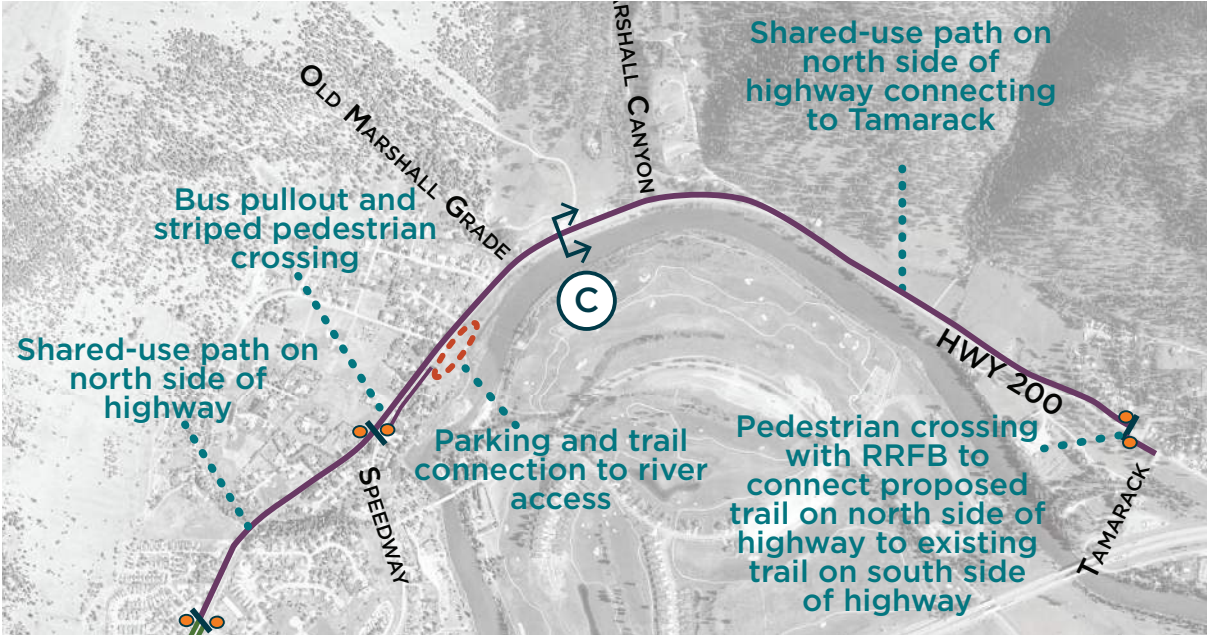 Shared-use path on
north side of
highway connecting
to Tamarack
MARSHALL CANYON
OLD MARSHALL GRADE
Bus pullout and
striped pedestrian
crossing
C
Shared-use path on
north side of
highway
HWY 200
Parking and trail
connection to river
access
SPEEDWAY
Pedestrian crossing
with RRFB to
connect proposed
trail on north side of
highway to existing
trail on south side
of highway
TAMARACK